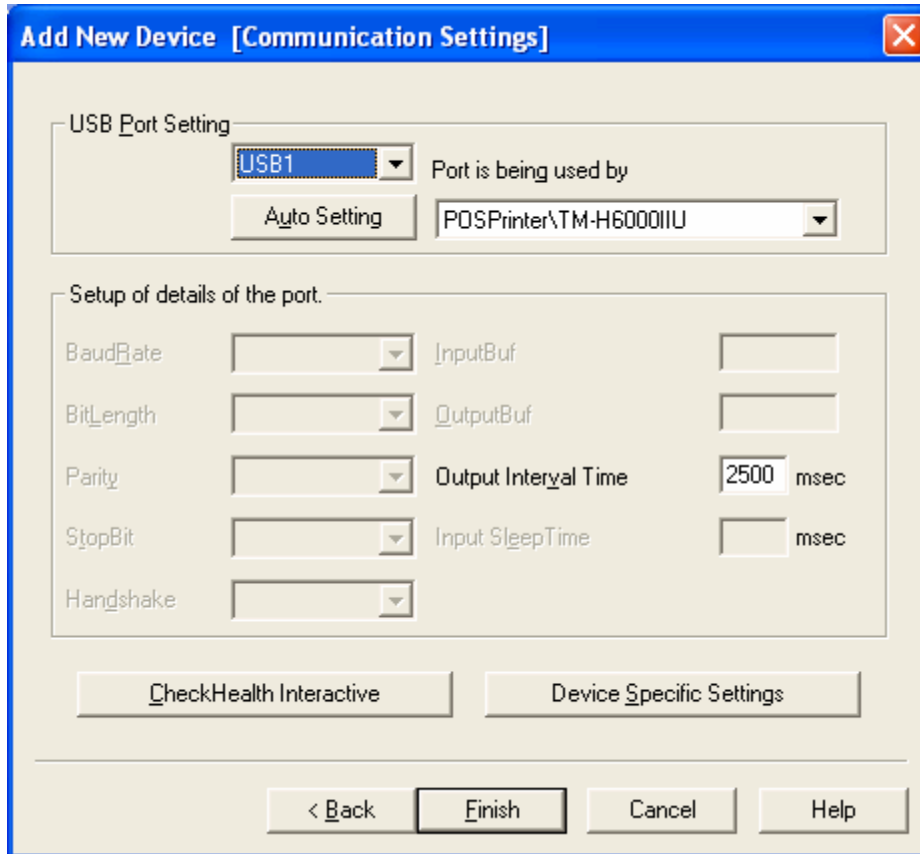 Add New Device [Communication Settings]
USB Port Setting
USB1
Port is being used by
Auto Setting
POSPrinter\TM-H6000IIU
Setup of details of the port.
BaudRate
InputBuf
BitLength
OutputBuf
Parity
Output Interval Time
2500
msec
StopBit
Input SleepTime
msec
Handshake
CheckHealth Interactive
Device Specific Settings
< Back
Finish
Cancel
Help